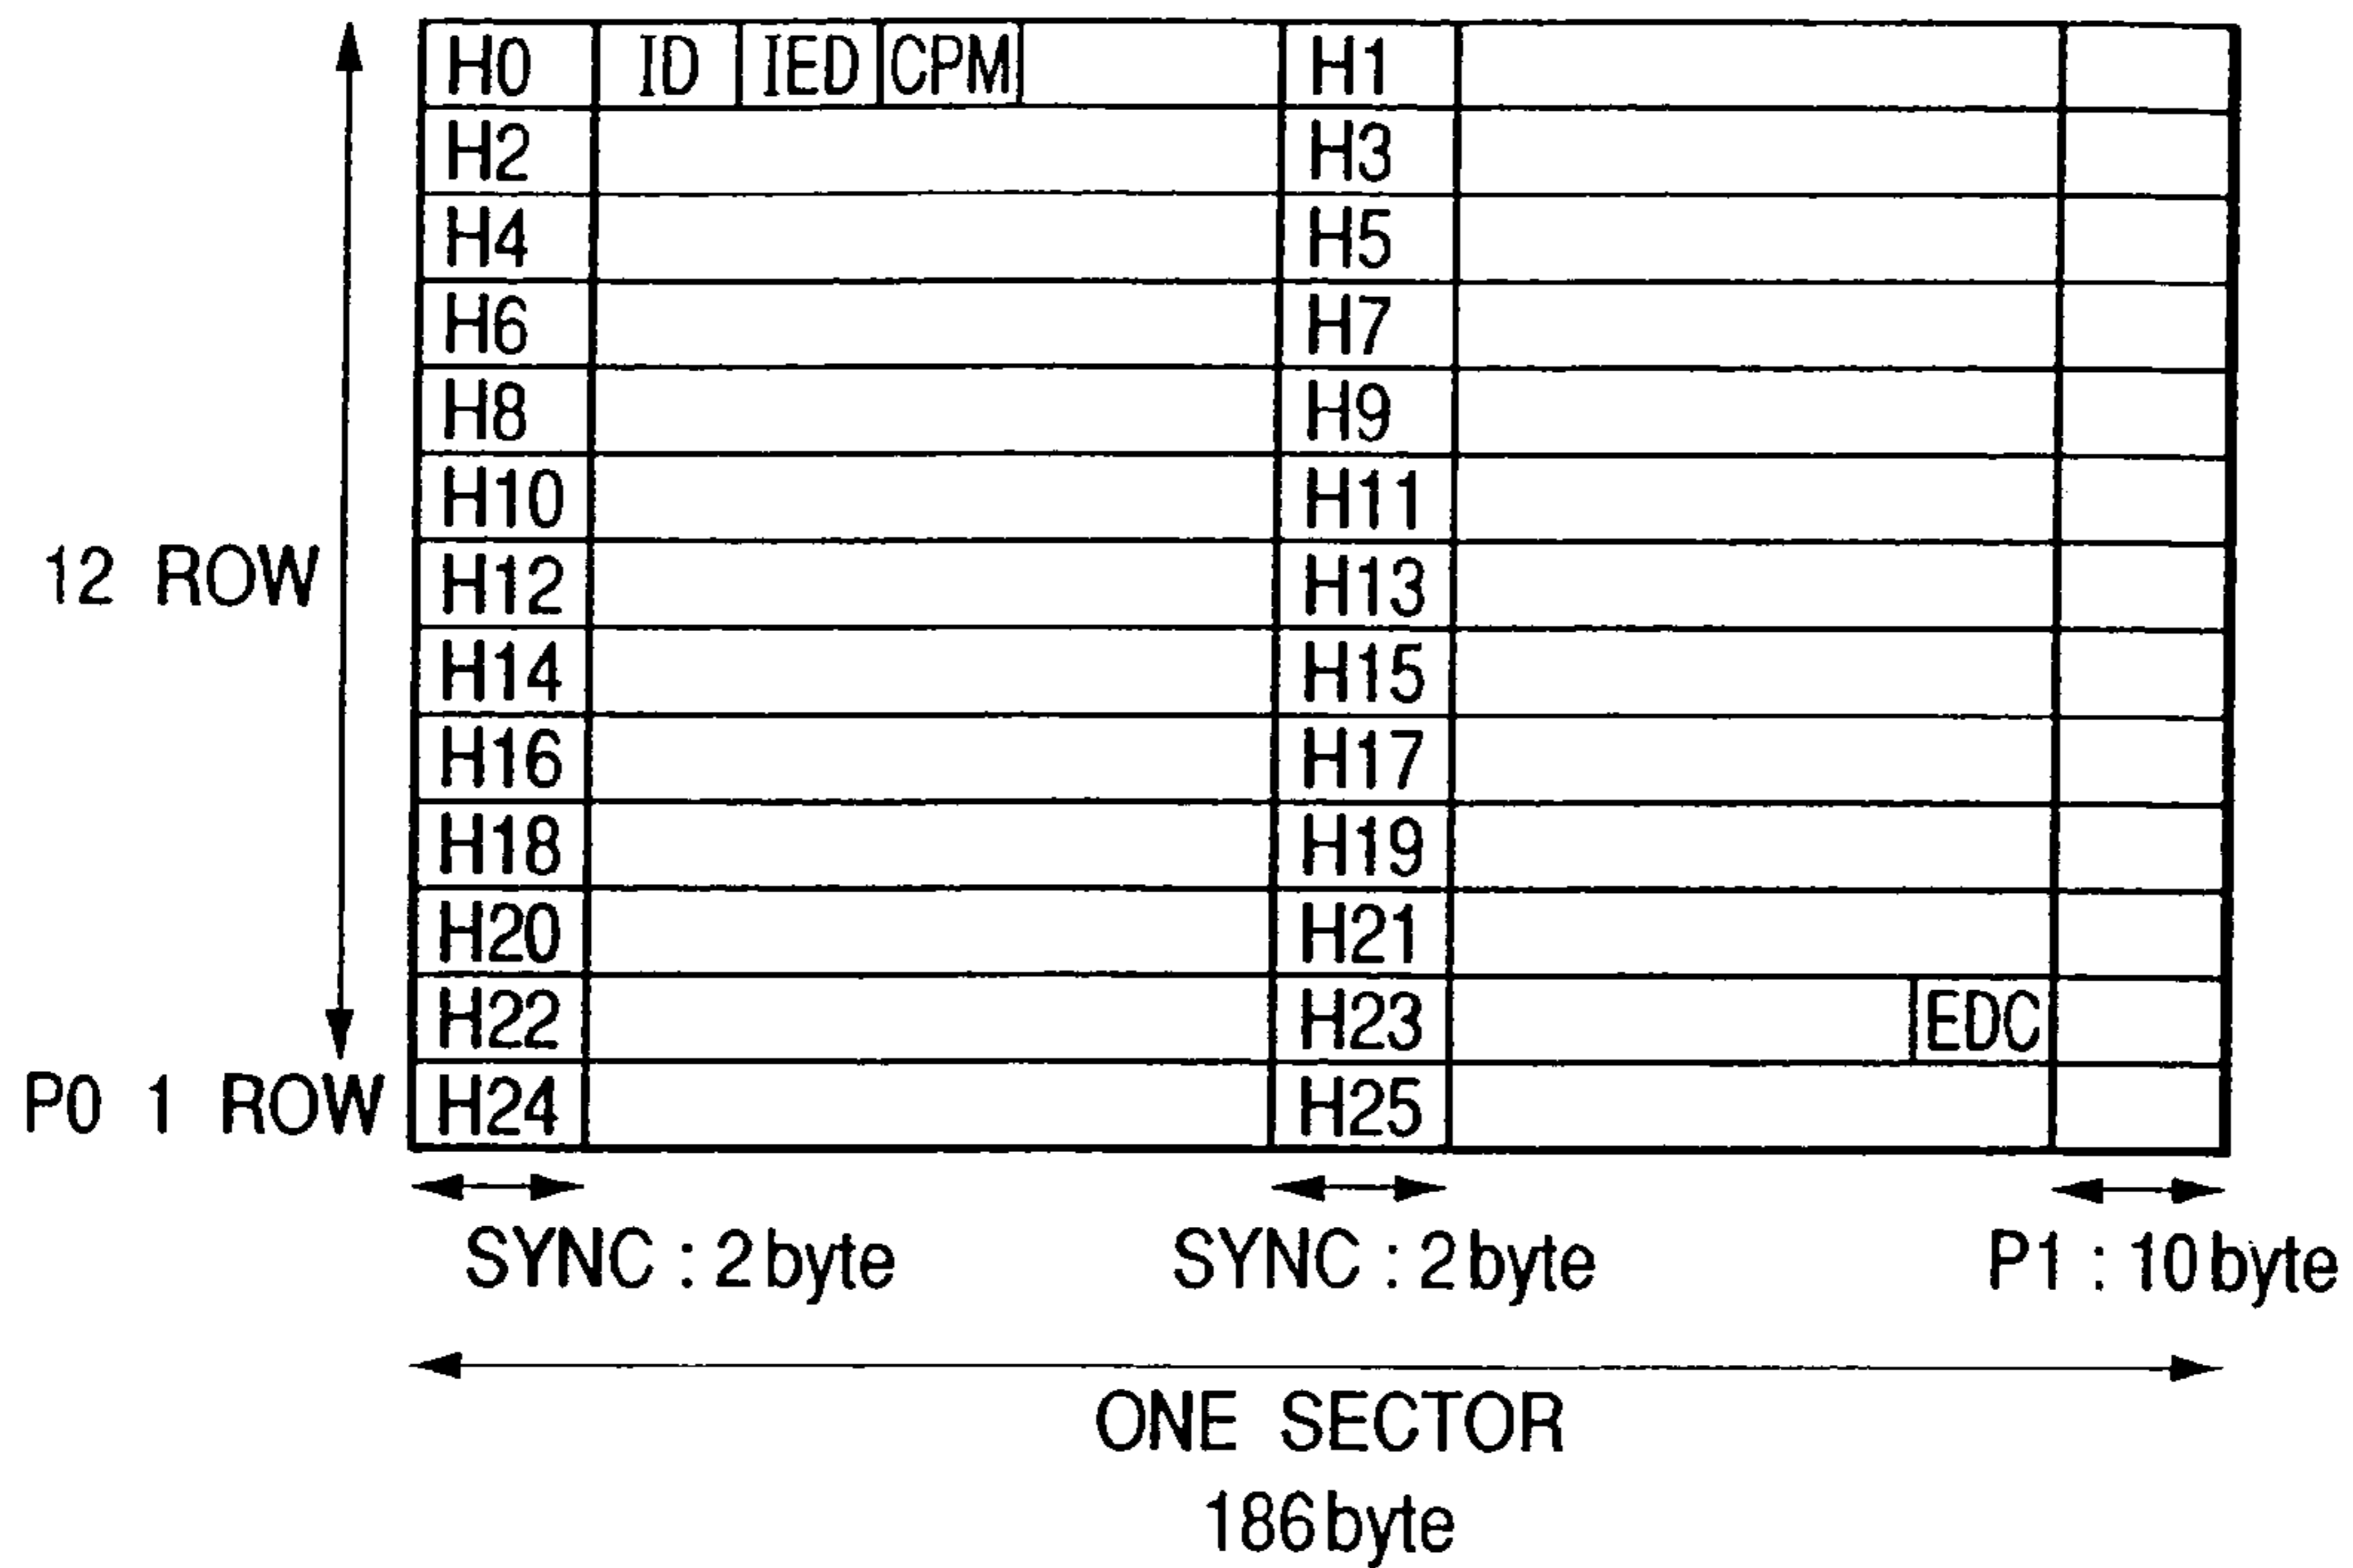 H0 ID IED CPM H1
H2 H3
H4 H5
H6 H7
H8 H9
H10 H11
12 ROW H12 H13
H14 H15
H16 H17
H18 H19
H20 H21
H22 H23 EDC
P0 1 ROW H24 H25
SYNC : 2 byte SYNC : 2 byte P1 : 10 byte
ONE SECTOR
186 byte